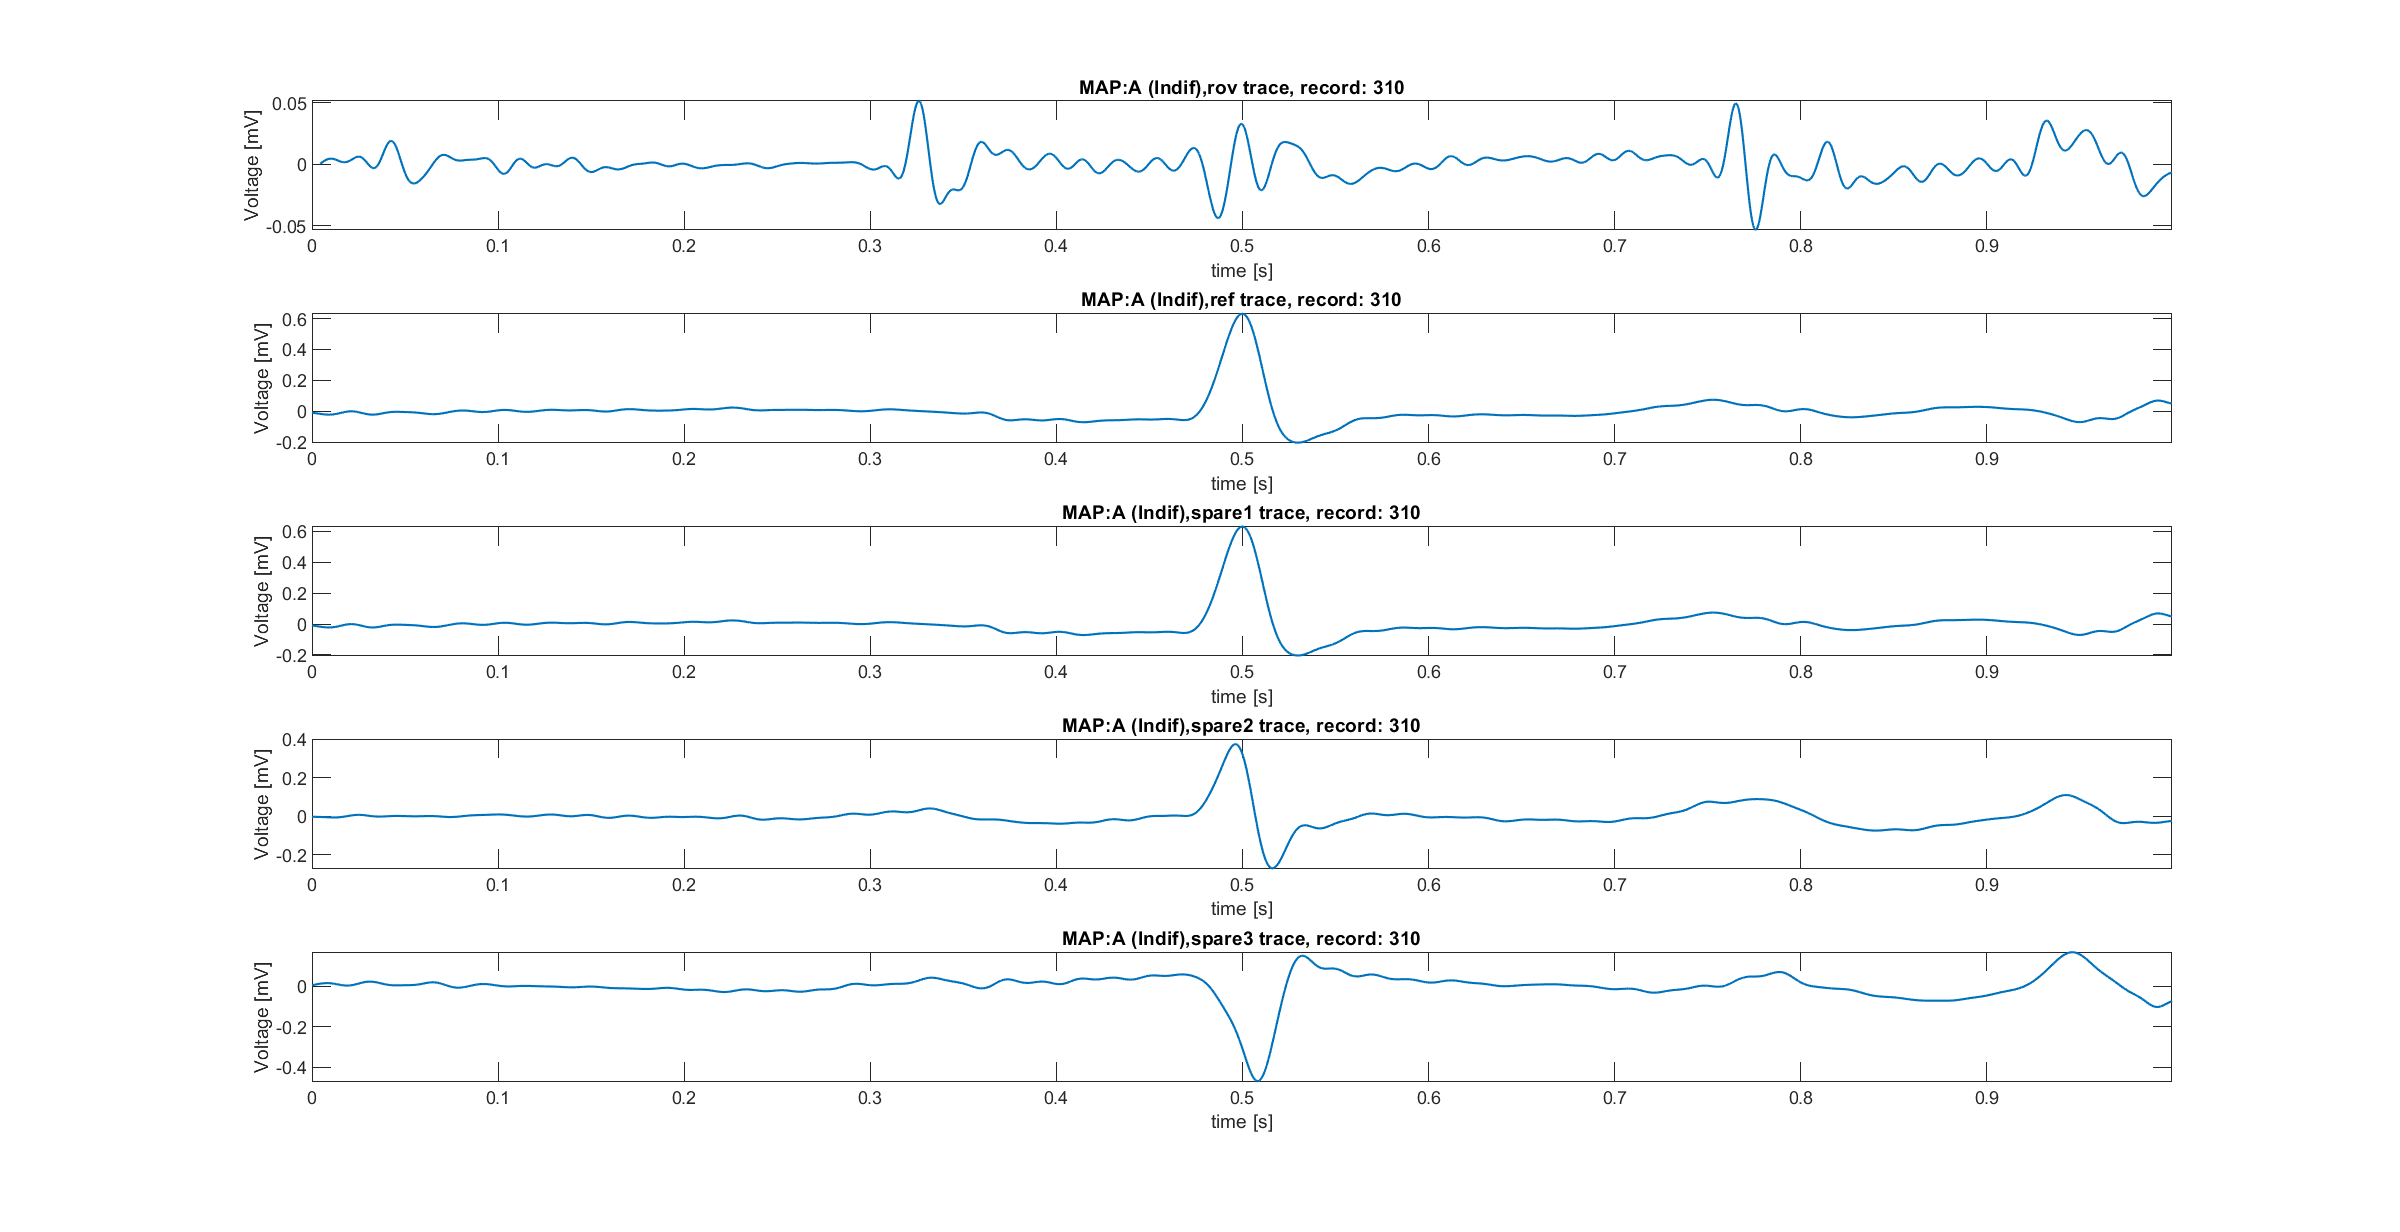 MAP:A (Indif),rov trace, record: 310
Voltage [mV]
0.05
0
-0.05
0 0.1 0.2 0.3 0.4 0.5 0.6 0.7 0.8 0.9
time [s]
MAP:A (Indif),ref trace, record: 310
Voltage [mV]
0.6
0.4
0.2
0
-0.2
0 0.1 0.2 0.3 0.4 0.5 0.6 0.7 0.8 0.9
time [s]
MAP:A (Indif),spare1 trace, record: 310
Voltage [mV]
0.6
0.4
0.2
0
-0.2
0 0.1 0.2 0.3 0.4 0.5 0.6 0.7 0.8 0.9
time [s]
MAP:A (Indif),spare2 trace, record: 310
Voltage [mV]
0.4
0.2
0
-0.2
0 0.1 0.2 0.3 0.4 0.5 0.6 0.7 0.8 0.9
time [s]
MAP:A (Indif),spare3 trace, record: 310
Voltage [mV]
0
-0.2
-0.4
0 0.1 0.2 0.3 0.4 0.5 0.6 0.7 0.8 0.9
time [s]